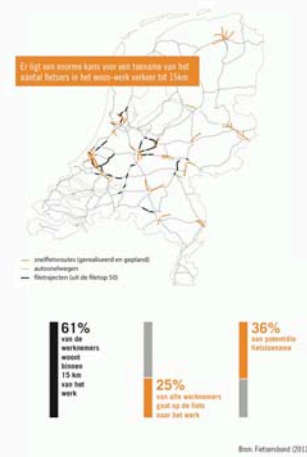 Er ligt een enorme kans voor een toename van het
aantal fietsers in het woon-werk verkeer tot 15km
snelfietsroutes (gerealiseerd en gepland)
autosnelwegen
filetrajecten (uit de filetop 50)
61%
van de
werknemers
woont
binnen
15 km
van het
werk
25%
van alle werknemers
gaat op de fiets
naar het werk
36%
aan potentiële
fietstoename
Bron: Fietsersbond (2013